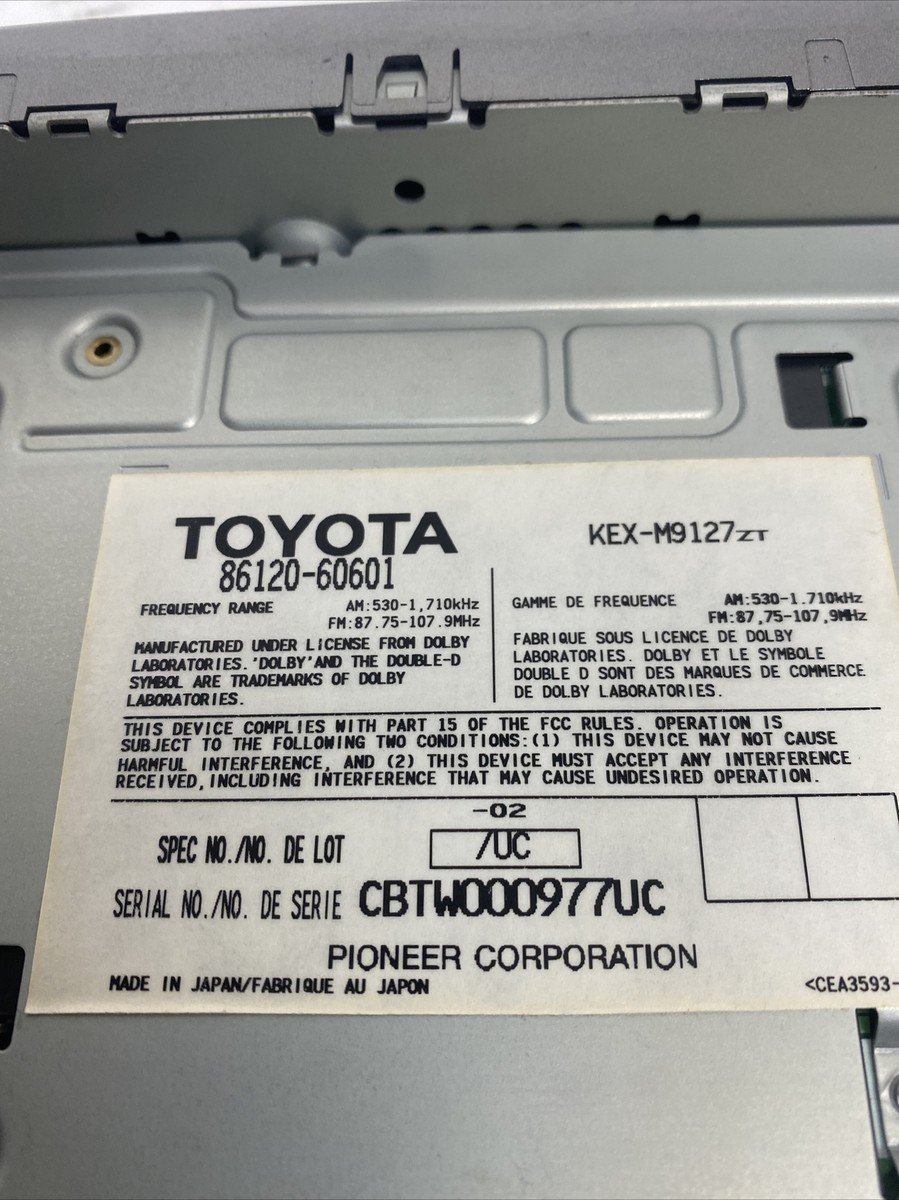 TOYOTA
86120-60601
KEX-M9127ZT
FREQUENCY RANGE AM:530-1,710kHz
FM:87.75-107.9MHz
MANUFACTURED UNDER LICENSE FROM DOLBY
LABORATORIES. 'DOLBY' AND THE DOUBLE-D
SYMBOL ARE TRADEMARKS OF DOLBY
LABORATORIES.
GAMME DE FREQUENCE AM:530-1.710kHz
FM:87,75-107,9MHz
FABRIQUE SOUS LICENCE DE DOLBY
LABORATORIES. DOLBY ET LE SYMBOLE
DOUBLE D SONT DES MARQUES DE COMMERCE
DE DOLBY LABORATORIES.
THIS DEVICE COMPLIES WITH PART 15 OF THE FCC RULES. OPERATION IS
SUBJECT TO THE FOLLOWING TWO CONDITIONS:(1) THIS DEVICE MAY NOT CAUSE
HARMFUL INTERFERENCE, AND (2) THIS DEVICE MUST ACCEPT ANY INTERFERENCE
RECEIVED, INCLUDING INTERFERENCE THAT MAY CAUSE UNDESIRED OPERATION.
-02
SPEC NO./NO. DE LOT /UC
SERIAL NO./NO. DE SERIE CBTW000977UC
PIONEER CORPORATION
MADE IN JAPAN/FABRIQUE AU JAPON <CEA3593-